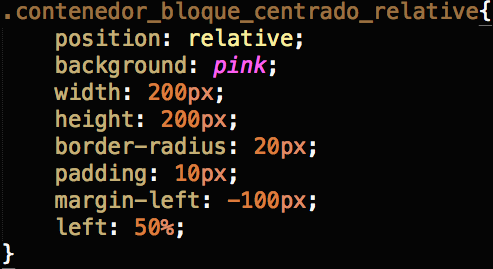 .contenedor_bloque_centrado_relative{
position: relative;
background: pink;
width: 200px;
height: 200px;
border-radius: 20px;
padding: 10px;
margin-left: -100px;
left: 50%;
}